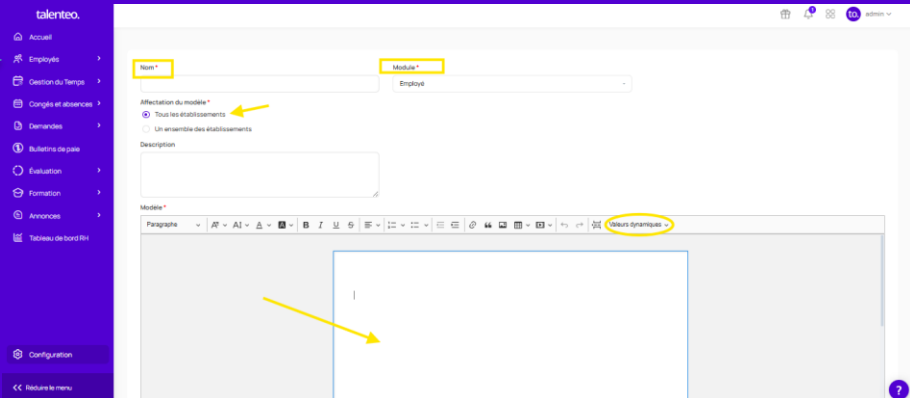 talenteo.
1
to.
admin
Accueil
Employés
Gestion du Temps
Congés et absences
Demandes
Bulletins de paie
Évaluation
Formation
Annonces
Tableau de bord RH
Configuration
Réduire le menu
Nom *
Module *
Employé
Affectation du modèle *
Tous les établissements
Un ensemble des établissements
Description
Modèle *
Paragraphe
B I U S
Valeurs dynamiques
?